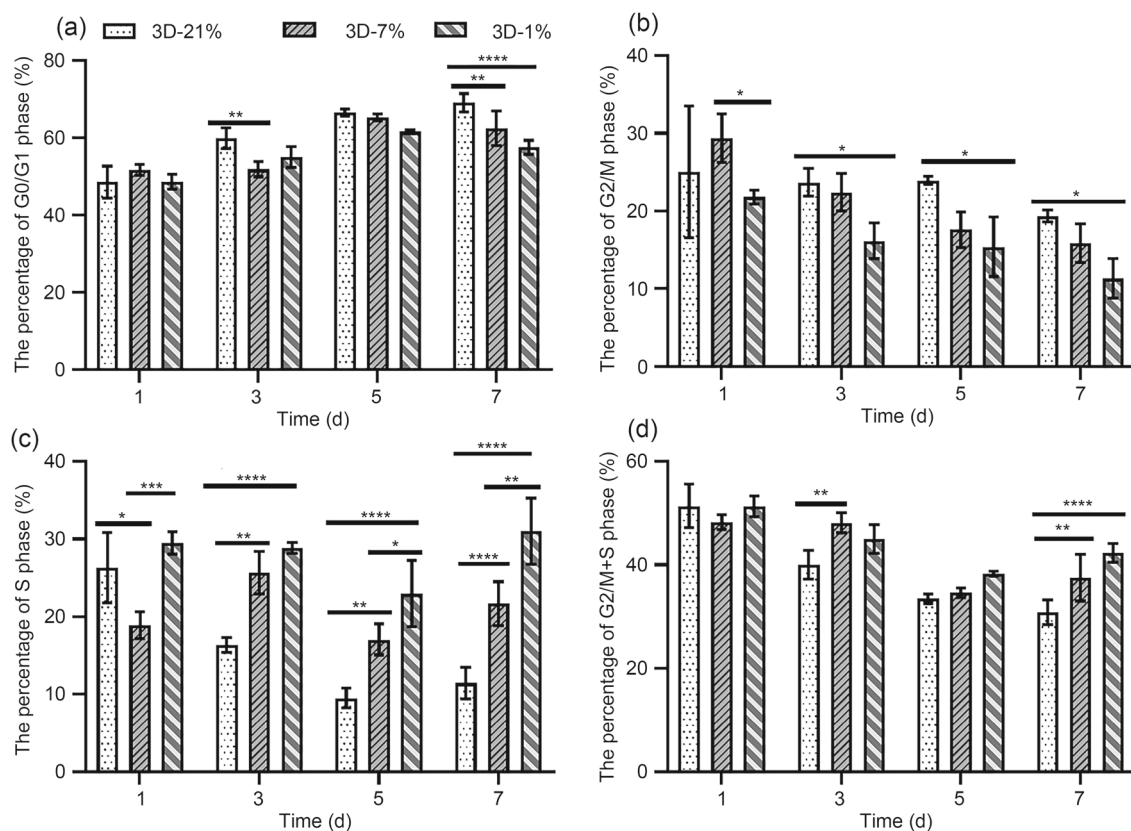 (a)
3D-21% 3D-7% 3D-1%
The percentage of G0/G1 phase (%)
80
60
40
20
0
**
**
****
1 3 5 7
Time (d)
(b)
The percentage of G2/M phase (%)
40
30
20
10
0
*
*
*
*
1 3 5 7
Time (d)
(c)
The percentage of S phase (%)
40
30
20
10
0
*
***
****
**
****
*
**
****
**
****
1 3 5 7
Time (d)
(d)
The percentage of G2/M+S phase (%)
60
40
20
0
**
****
**
1 3 5 7
Time (d)